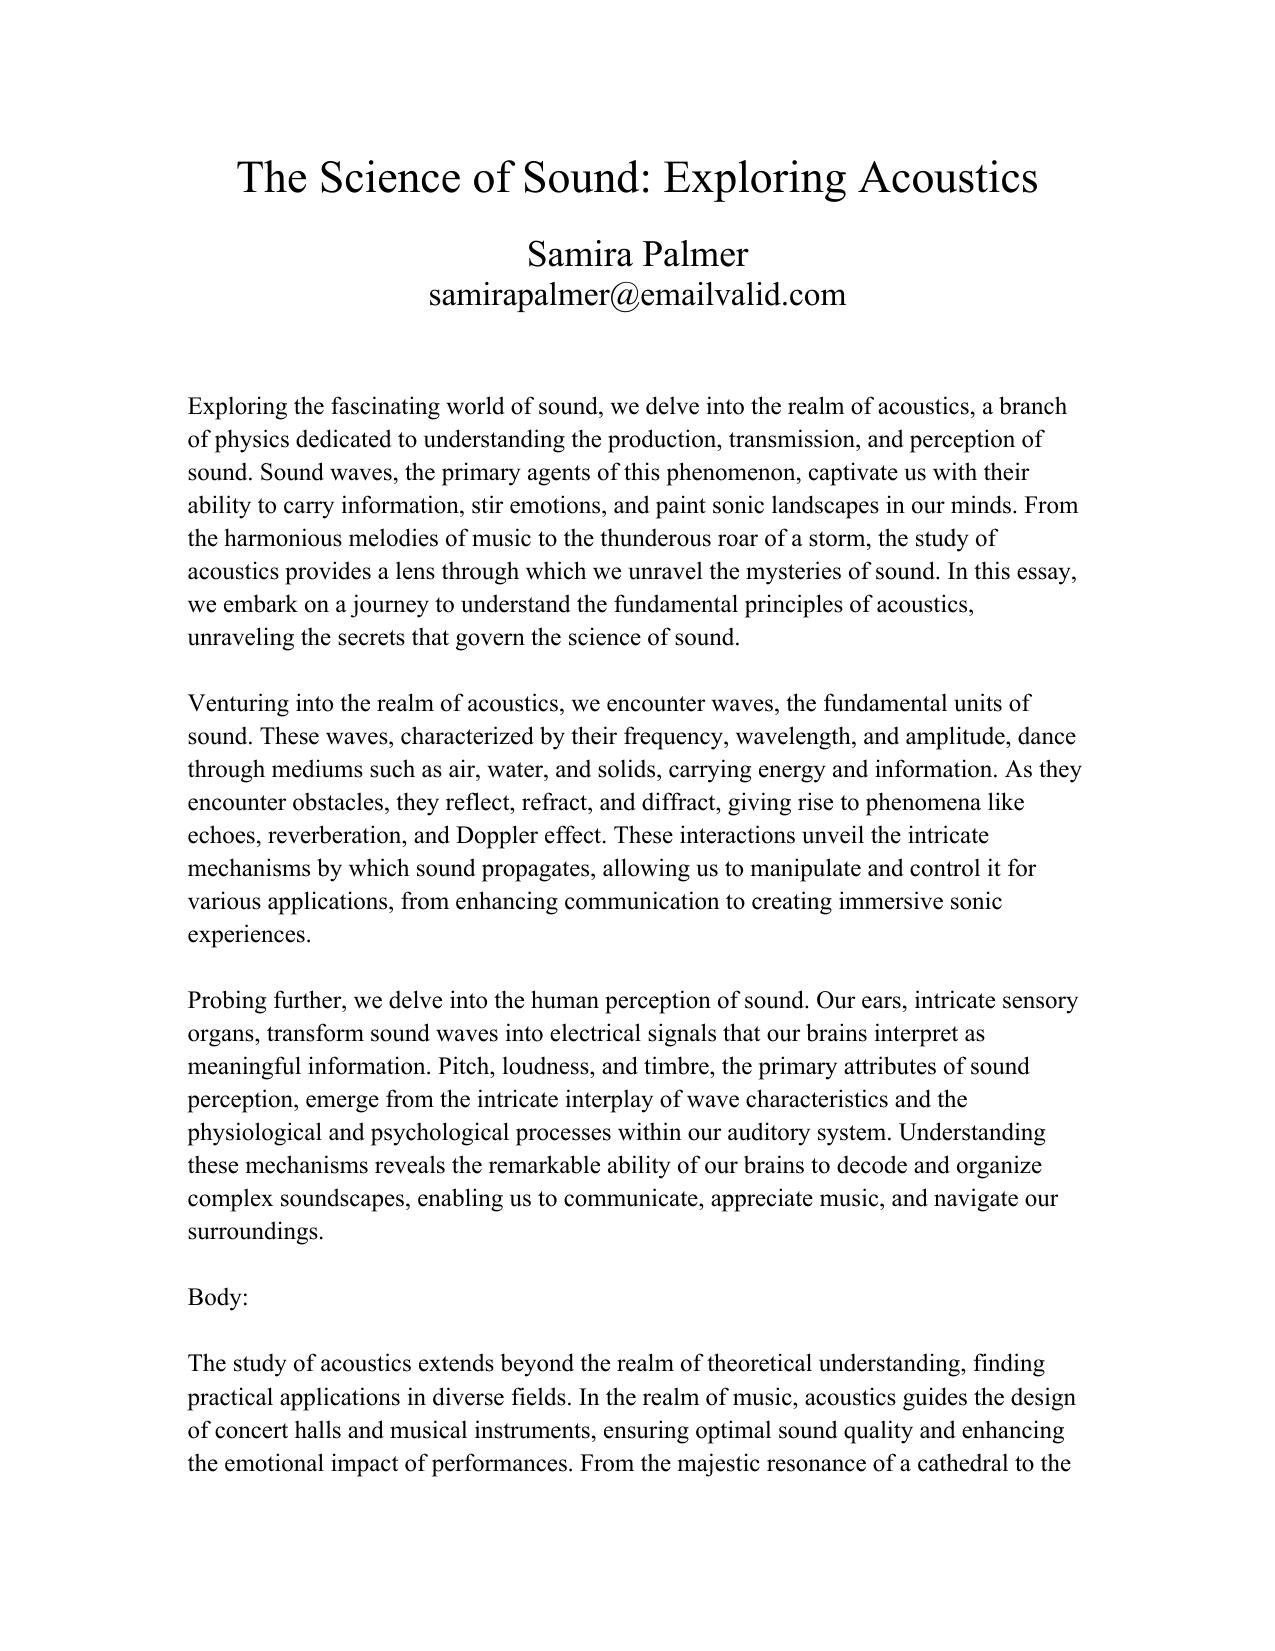 The Science of Sound: Exploring Acoustics
Samira Palmer
samirapalmer@emailvalid.com
Exploring the fascinating world of sound, we delve into the realm of acoustics, a branch
of physics dedicated to understanding the production, transmission, and perception of
sound. Sound waves, the primary agents of this phenomenon, captivate us with their
ability to carry information, stir emotions, and paint sonic landscapes in our minds. From
the harmonious melodies of music to the thunderous roar of a storm, the study of
acoustics provides a lens through which we unravel the mysteries of sound. In this essay,
we embark on a journey to understand the fundamental principles of acoustics,
unraveling the secrets that govern the science of sound.
Venturing into the realm of acoustics, we encounter waves, the fundamental units of
sound. These waves, characterized by their frequency, wavelength, and amplitude, dance
through mediums such as air, water, and solids, carrying energy and information. As they
encounter obstacles, they reflect, refract, and diffract, giving rise to phenomena like
echoes, reverberation, and Doppler effect. These interactions unveil the intricate
mechanisms by which sound propagates, allowing us to manipulate and control it for
various applications, from enhancing communication to creating immersive sonic
experiences.
Probing further, we delve into the human perception of sound. Our ears, intricate sensory
organs, transform sound waves into electrical signals that our brains interpret as
meaningful information. Pitch, loudness, and timbre, the primary attributes of sound
perception, emerge from the intricate interplay of wave characteristics and the
physiological and psychological processes within our auditory system. Understanding
these mechanisms reveals the remarkable ability of our brains to decode and organize
complex soundscapes, enabling us to communicate, appreciate music, and navigate our
surroundings.
Body:
The study of acoustics extends beyond the realm of theoretical understanding, finding
practical applications in diverse fields. In the realm of music, acoustics guides the design
of concert halls and musical instruments, ensuring optimal sound quality and enhancing
the emotional impact of performances. From the majestic resonance of a cathedral to the